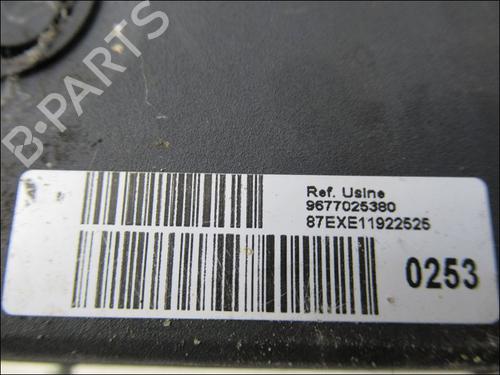 B-PARTS
Ref. Usine
9677025380
87EXE11922525
0253